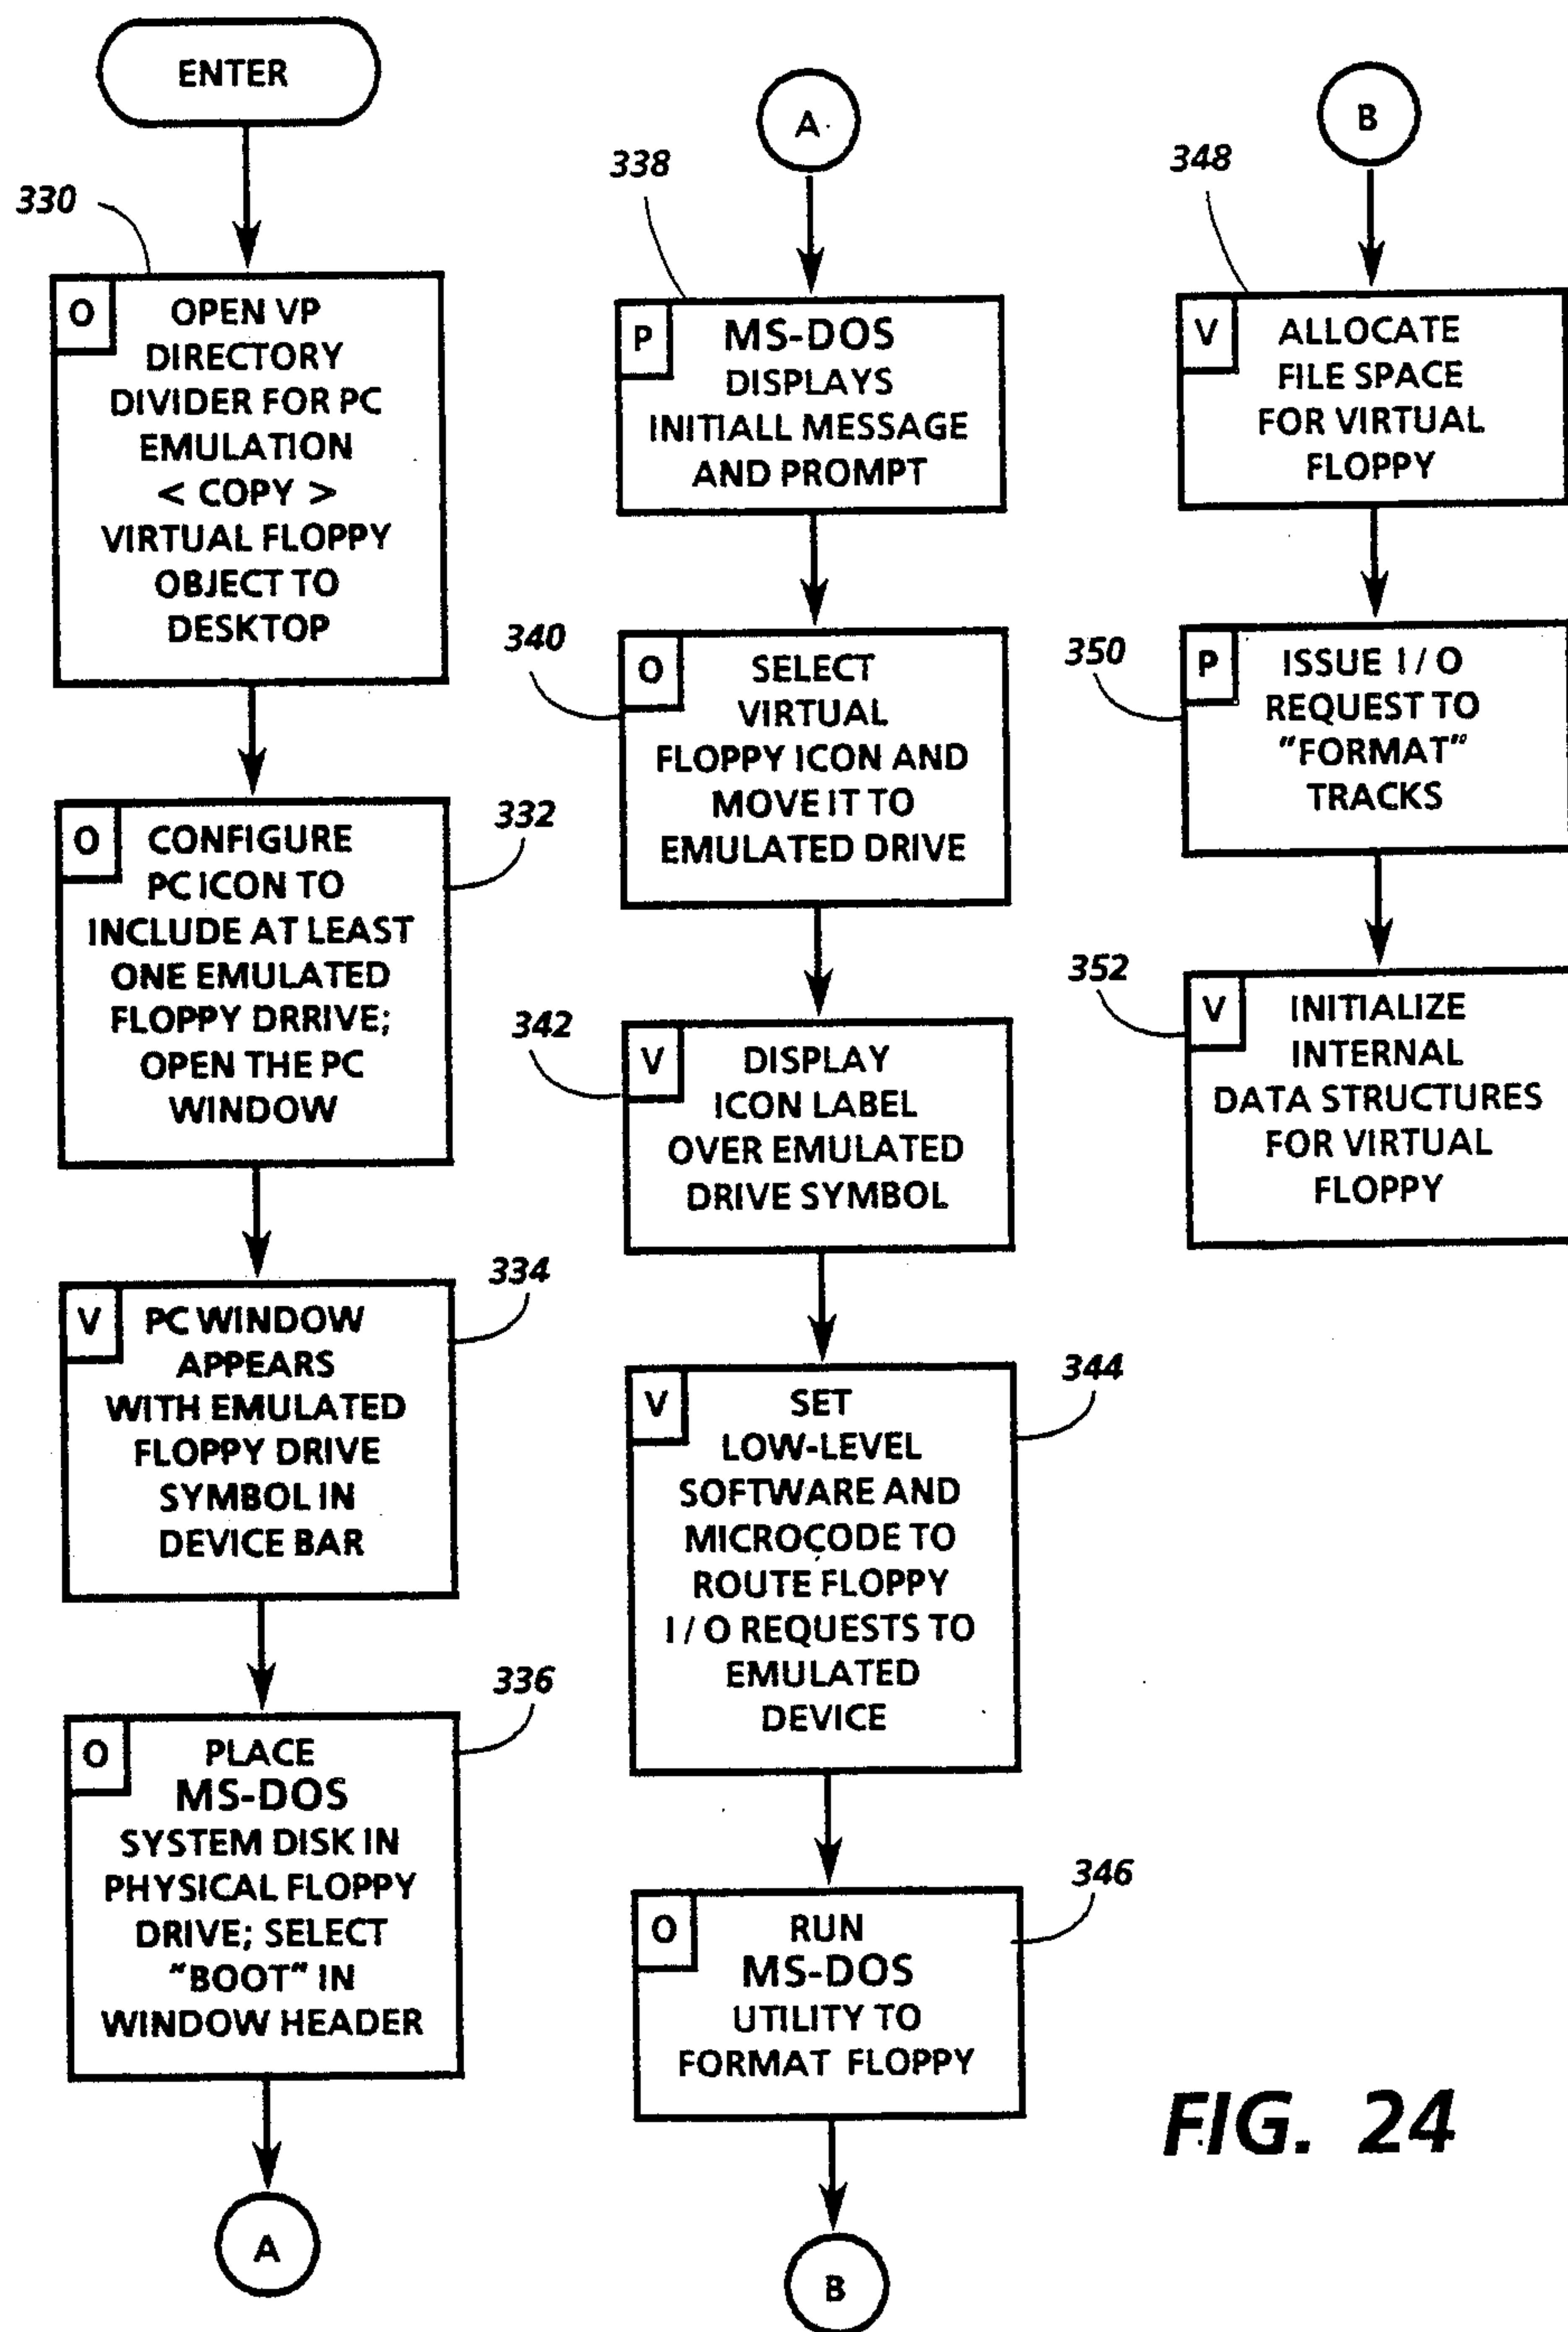 ENTER
330
O
OPEN VP
DIRECTORY
DIVIDER FOR PC
EMULATION
< COPY >
VIRTUAL FLOPPY
OBJECT TO
DESKTOP
332
O
CONFIGURE
PC ICON TO
INCLUDE AT LEAST
ONE EMULATED
FLOPPY DRRIVE;
OPEN THE PC
WINDOW
334
V
PC WINDOW
APPEARS
WITH EMULATED
FLOPPY DRIVE
SYMBOL IN
DEVICE BAR
336
O
PLACE
MS-DOS
SYSTEM DISK IN
PHYSICAL FLOPPY
DRIVE; SELECT
"BOOT" IN
WINDOW HEADER
A
A
338
P
MS-DOS
DISPLAYS
INITIALL MESSAGE
AND PROMPT
340
O
SELECT
VIRTUAL
FLOPPY ICON AND
MOVE IT TO
EMULATED DRIVE
342
V
DISPLAY
ICON LABEL
OVER EMULATED
DRIVE SYMBOL
344
V
SET
LOW-LEVEL
SOFTWARE AND
MICROCODE TO
ROUTE FLOPPY
I / O REQUESTS TO
EMULATED
DEVICE
346
O
RUN
MS-DOS
UTILITY TO
FORMAT FLOPPY
B
B
348
V
ALLOCATE
FILE SPACE
FOR VIRTUAL
FLOPPY
350
P
ISSUE I / O
REQUEST TO
"FORMAT"
TRACKS
352
V
INITIALIZE
INTERNAL
DATA STRUCTURES
FOR VIRTUAL
FLOPPY
FIG. 24